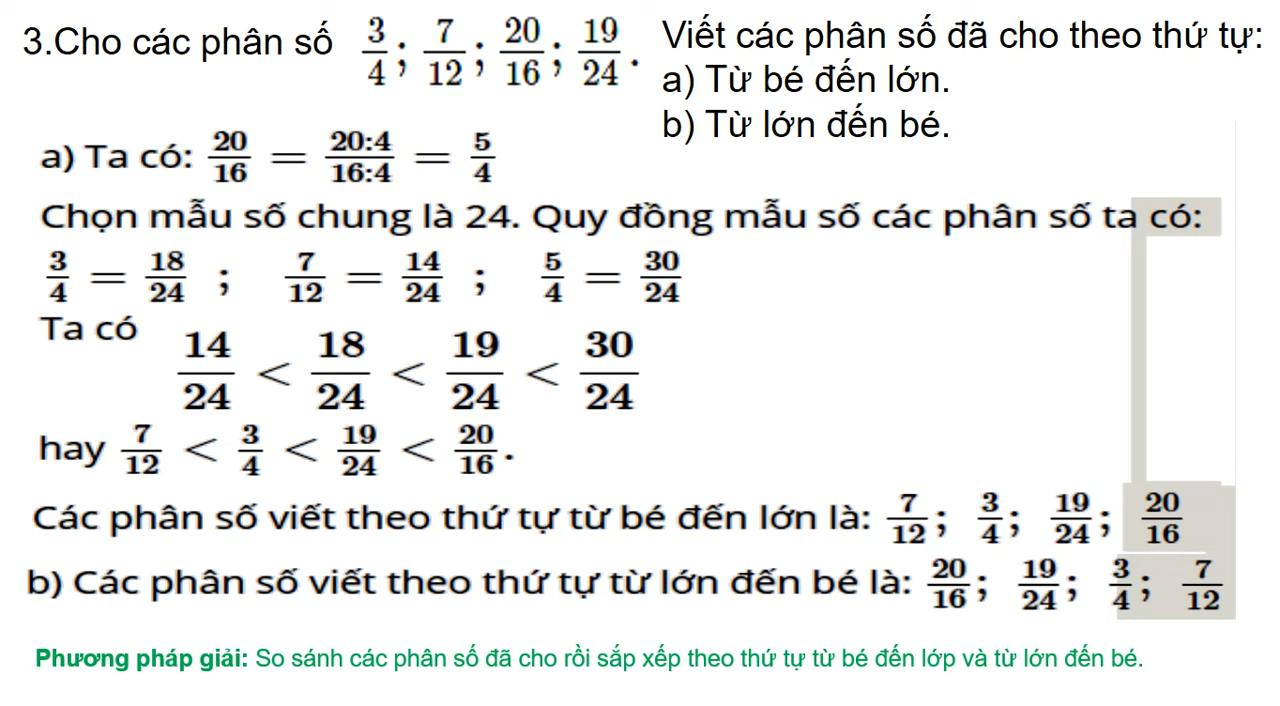 3.Cho các phân số 3/4; 7/12; 20/16; 19/24. Viết các phân số đã cho theo thứ tự:
a) Từ bé đến lớn.
b) Từ lớn đến bé.
a) Ta có: 20/16 = 20:4/16:4 = 5/4
Chọn mẫu số chung là 24. Quy đồng mẫu số các phân số ta có:
3/4 = 18/24 ; 7/12 = 14/24 ; 5/4 = 30/24
Ta có 14/24 < 18/24 < 19/24 < 30/24
hay 7/12 < 3/4 < 19/24 < 20/16.
Các phân số viết theo thứ tự từ bé đến lớn là: 7/12; 3/4; 19/24; 20/16
b) Các phân số viết theo thứ tự từ lớn đến bé là: 20/16; 19/24; 3/4; 7/12
Phương pháp giải: So sánh các phân số đã cho rồi sắp xếp theo thứ tự từ bé đến lớp và từ lớn đến bé.